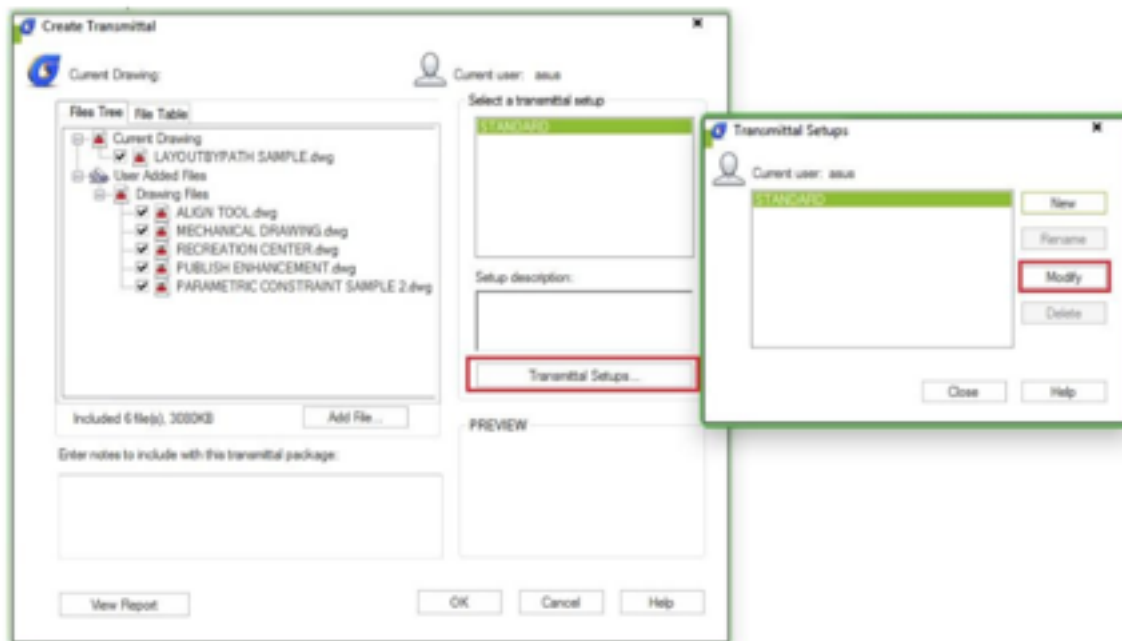 Create Transmittal
Current Drawing:
Current user: asus
Files Tree
File Table
Current Drawing
LAYOUTBYPATH SAMPLE.dwg
User Added Files
Drawing Files
ALIGN TOOL.dwg
MECHANICAL DRAWING.dwg
RECREATION CENTER.dwg
PUBLISH ENHANCEMENT.dwg
PARAMETRIC CONSTRAINT SAMPLE 2.dwg
Included 6 file(s), 3080KB
Add File...
Enter notes to include with this transmittal package:
View Report
Select a transmittal setup
STANDARD
Setup description:
Transmittal Setups...
PREVIEW
OK
Cancel
Help
Transmittal Setups
Current user: asus
STANDARD
New
Rename
Modify
Delete
Close
Help